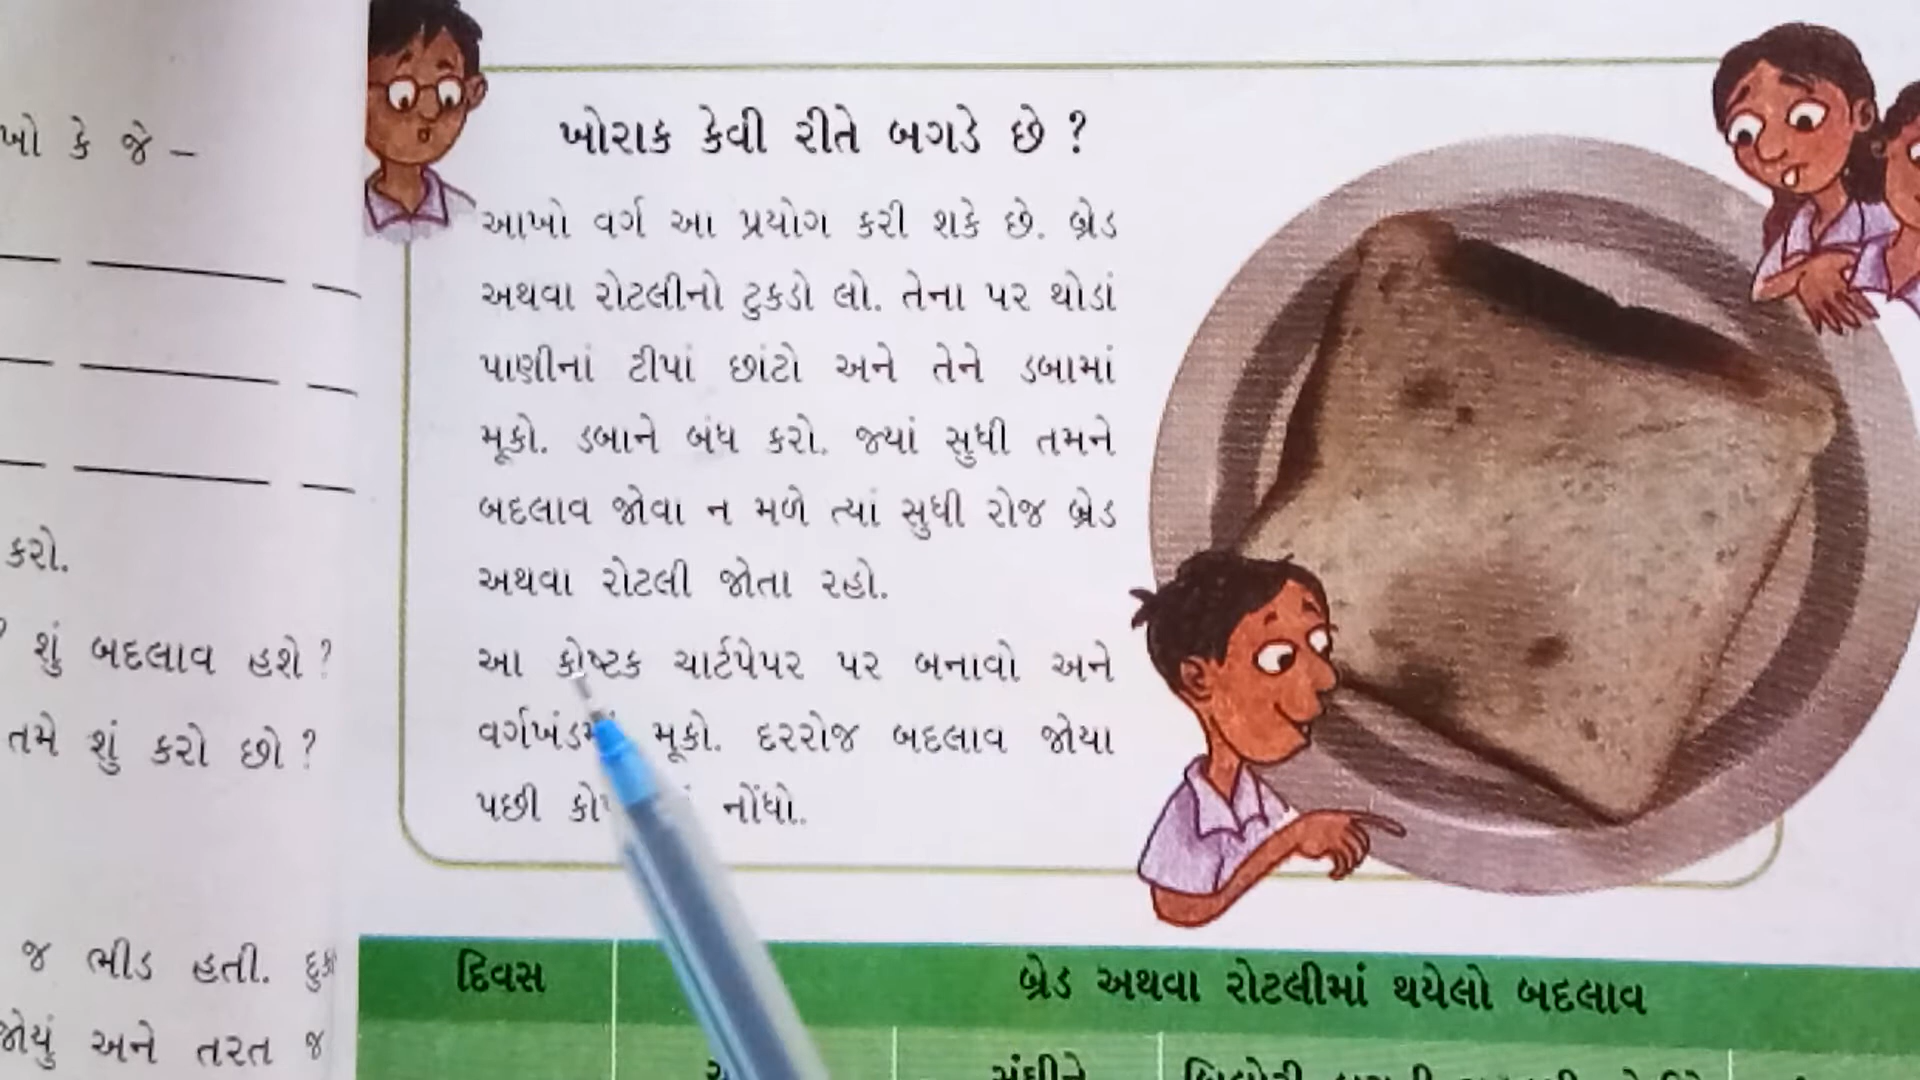 ખો કે જે –
કરો.
શું બદલાવ હશે ?
તમે શું કરો છો ?
જ ભીડ હતી.
જોયું અને તરત જ
ખોરાક કેવી રીતે બગડે છે ?
આખો વર્ગ આ પ્રયોગ કરી શકે છે. બ્રેડ
અથવા રોટલીનો ટુકડો લો. તેના પર થોડાં
પાણીનાં ટીપાં છાંટો અને તેને ડબામાં
મૂકો. ડબાને બંધ કરો. જ્યાં સુધી તમને
બદલાવ જોવા ન મળે ત્યાં સુધી રોજ બ્રેડ
અથવા રોટલી જોતા રહો.
આ કોષ્ટક ચાર્ટપેપર પર બનાવો અને
મૂકો. દરરોજ બદલાવ જોયા
પછી નોંધો.
દિવસ બ્રેડ અથવા રોટલીમાં થયેલો બદલાવ